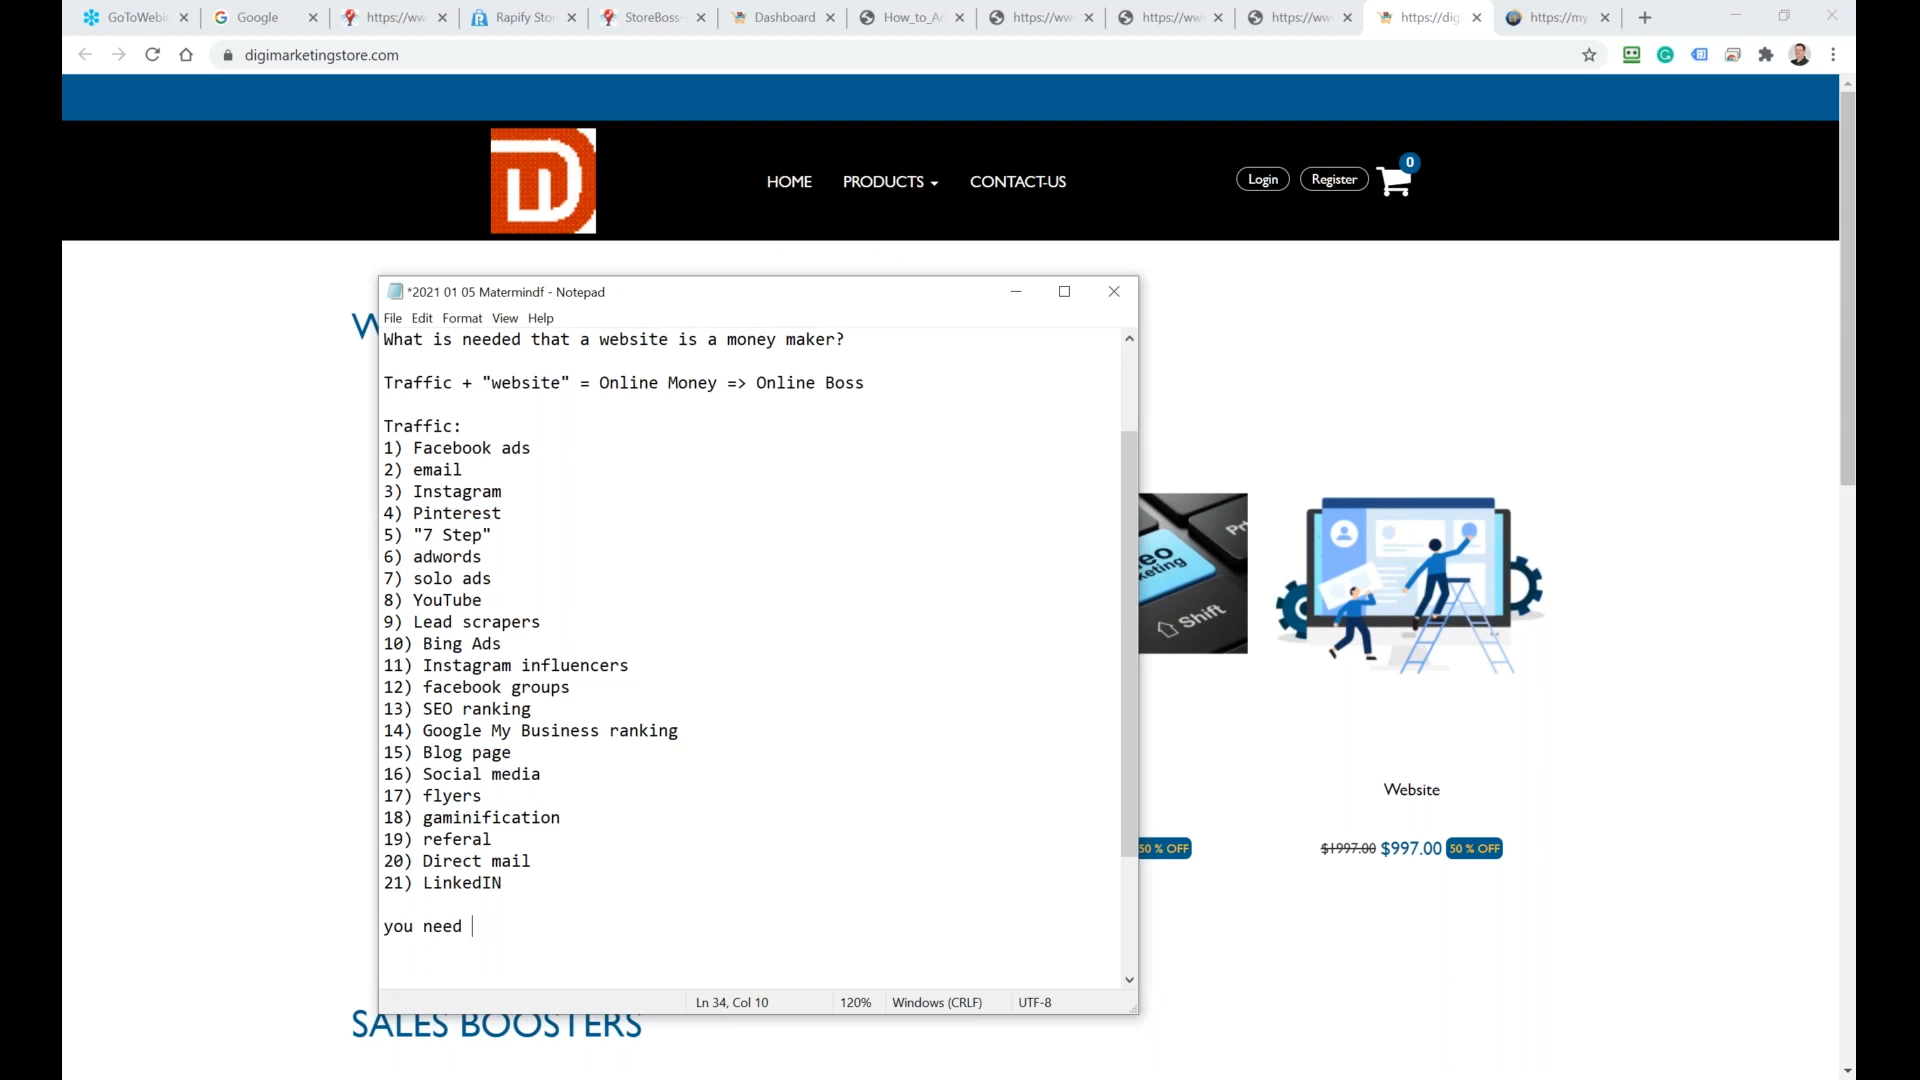 GoToWebi
Google
https://ww
Rapify Sto
StoreBoss
Dashboard
How_to_A
https://ww
https://ww
https://ww
https://dig
https://my
digimarketingstore.com
HOME
PRODUCTS
CONTACT-US
Login
Register
0
*2021 01 05 Matermindf - Notepad
File Edit Format View Help
What is needed that a website is a money maker?
Traffic + "website" = Online Money => Online Boss
Traffic:
1) Facebook ads
2) email
3) Instagram
4) Pinterest
5) "7 Step"
6) adwords
7) solo ads
8) YouTube
9) Lead scrapers
10) Bing Ads
11) Instagram influencers
12) facebook groups
13) SEO ranking
14) Google My Business ranking
15) Blog page
16) Social media
17) flyers
18) gaminification
19) referal
20) Direct mail
21) LinkedIN
you need
Ln 34, Col 10
120%
Windows (CRLF)
UTF-8
Shift
Website
50 % OFF
$1997.00 $997.00 50 % OFF
SALES BOOSTERS